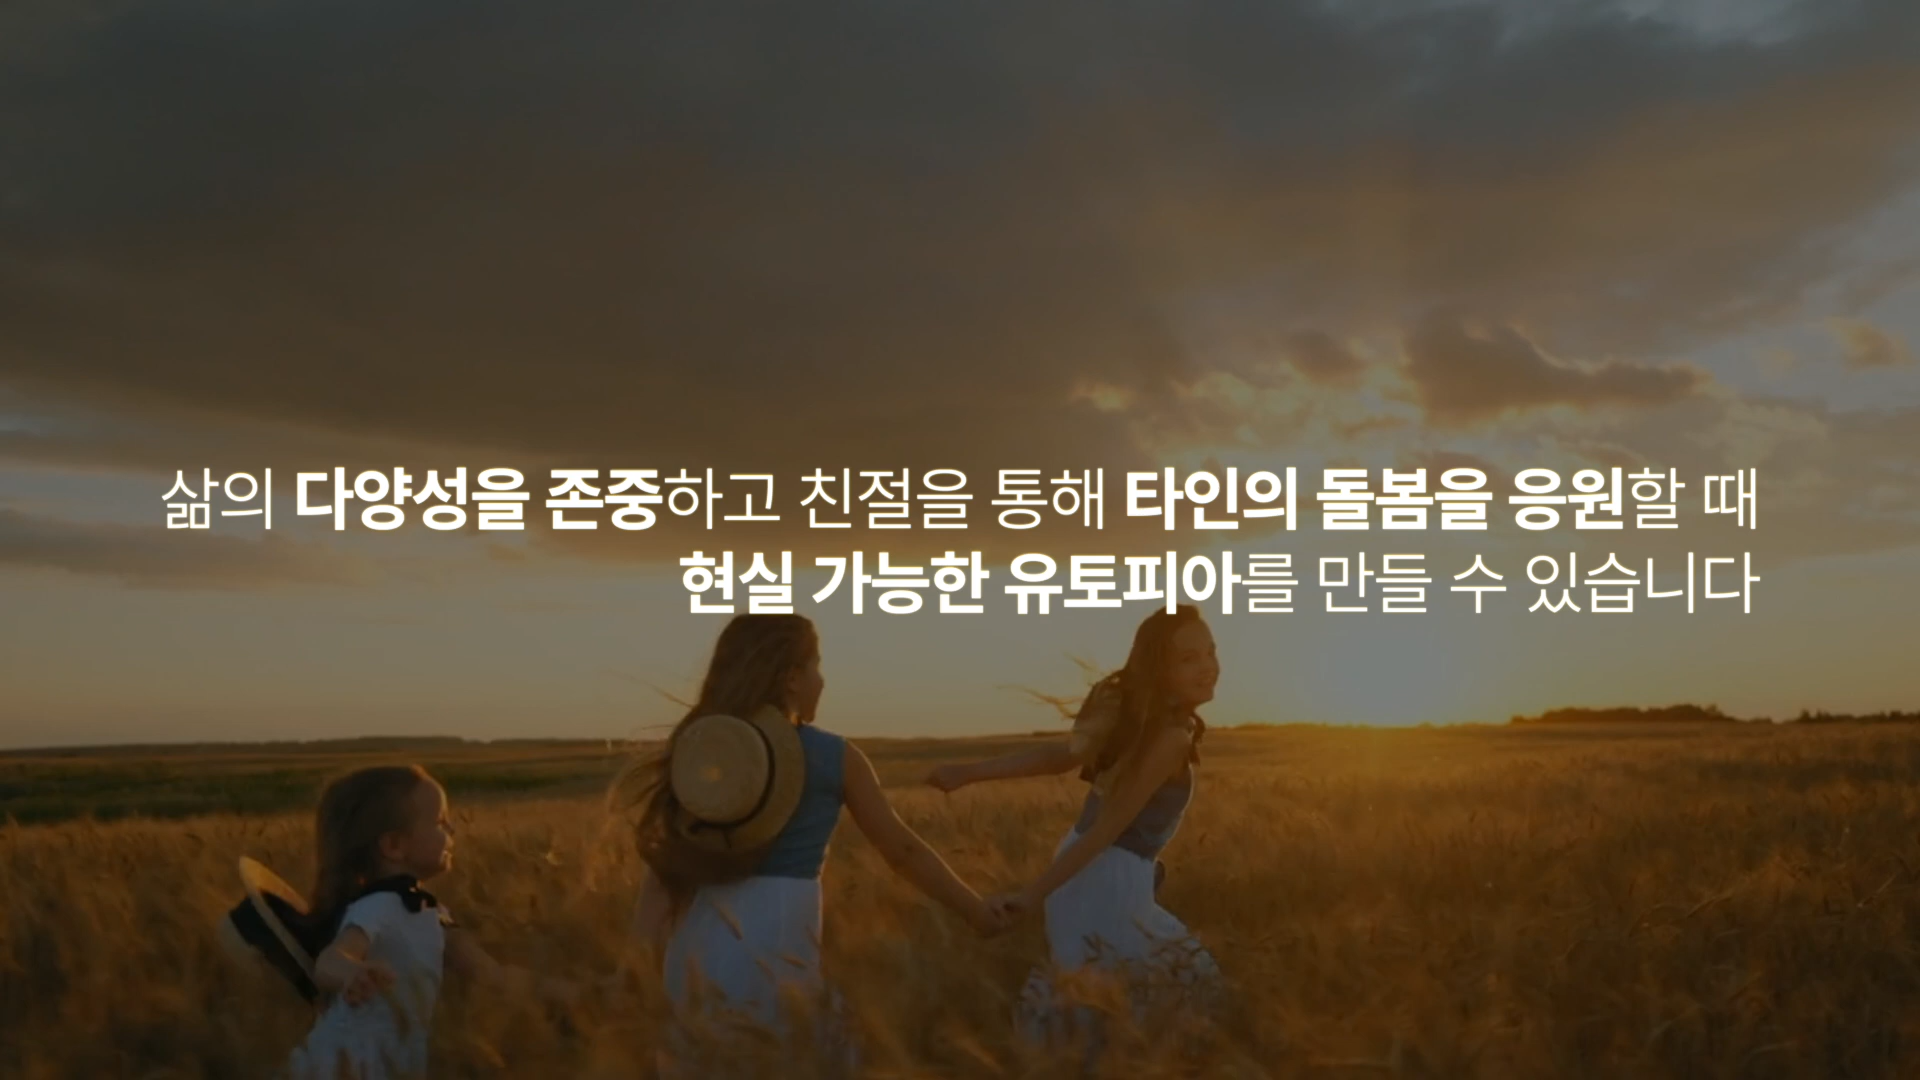 삶의 다양성을 존중하고 친절을 통해 타인의 돌봄을 응원할 때
현실 가능한 유토피아를 만들 수 있습니다